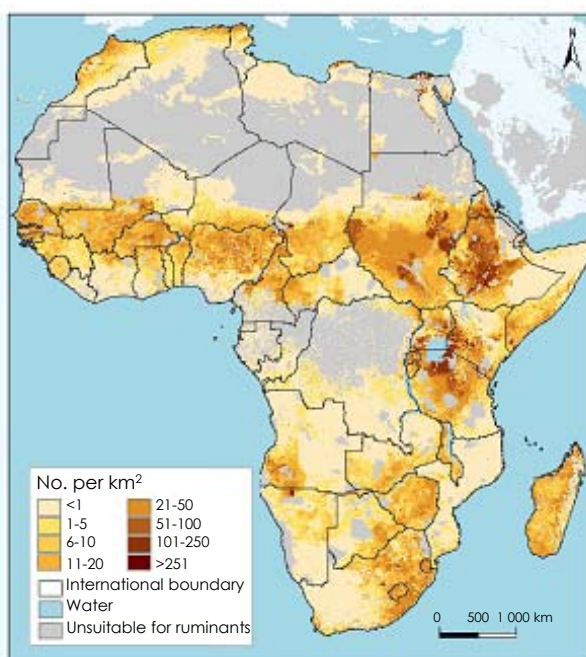 N
No. per km²
<1
1-5
6-10
11-20
21-50
51-100
101-250
>251
International boundary
Water
Unsuitable for ruminants
0 500 1 000 km